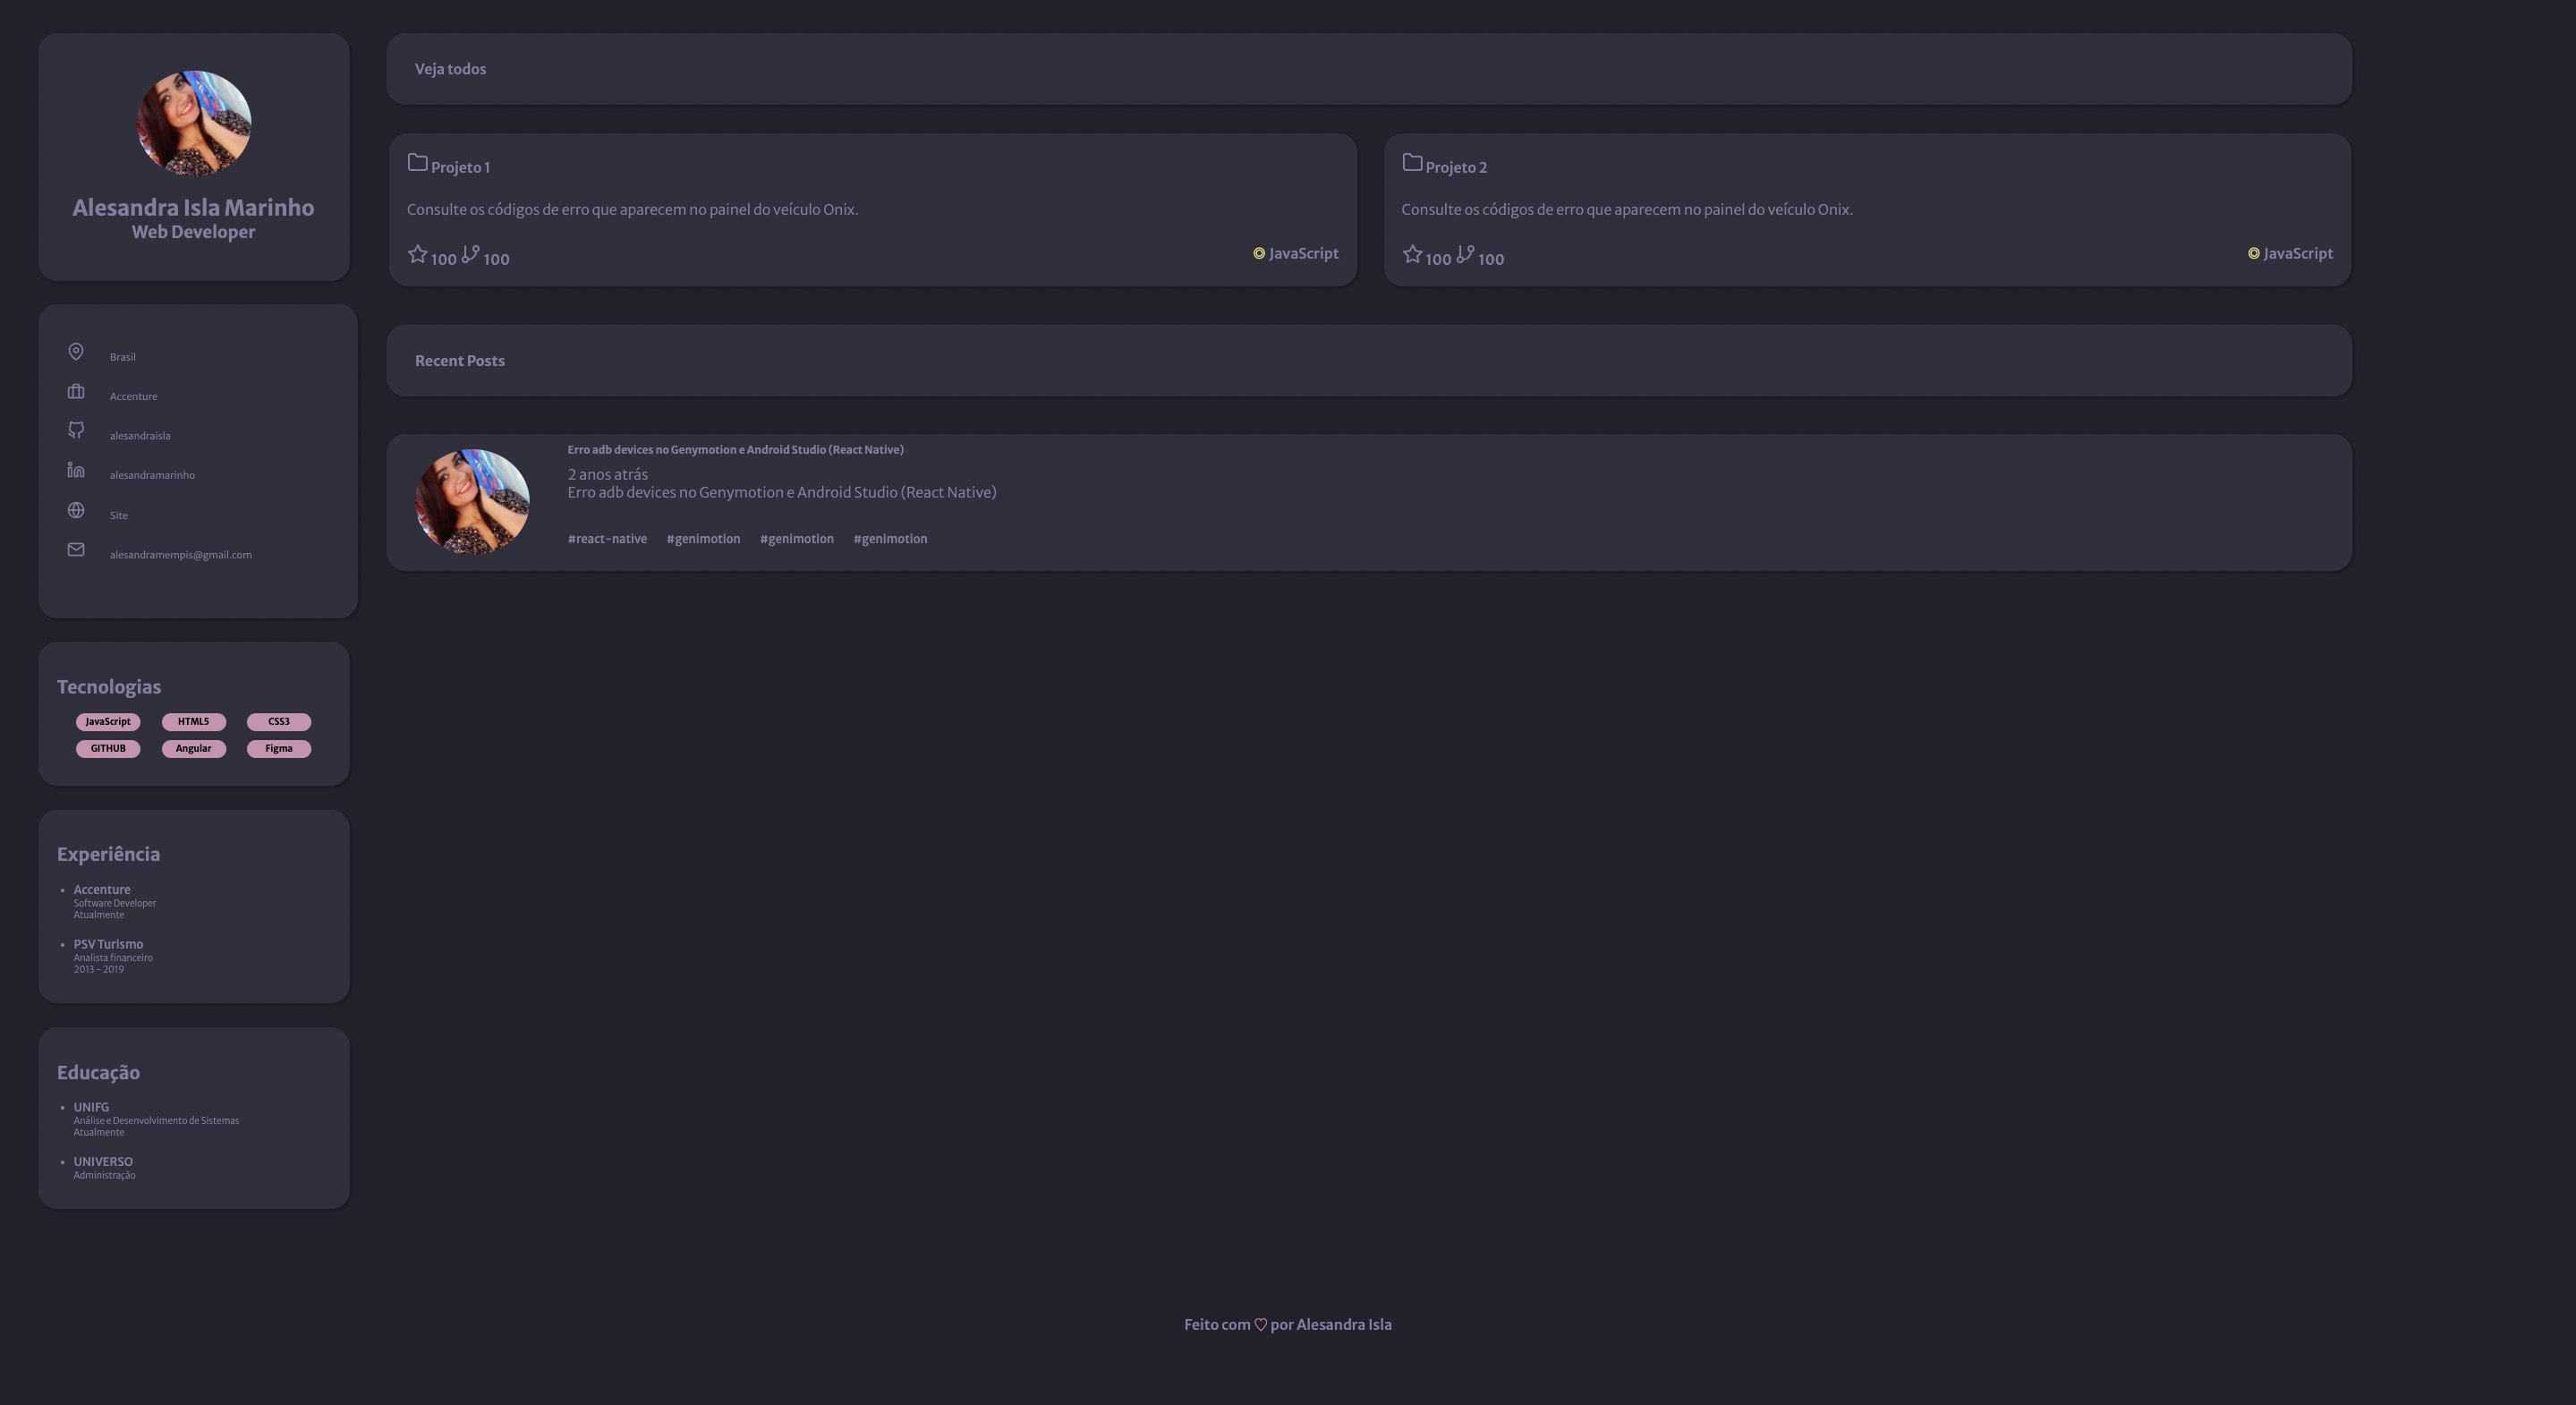 Alesandra Isla Marinho
Web Developer
Brasil
Accenture
alesandraisla
alesandramarinho
Site
alesandramempis@gmail.com
Tecnologias
JavaScript HTML5 CSS3
GITHUB Angular Figma
Experiência
Accenture
Software Developer
Atualmente
PSV Turismo
Analista financeiro
2013 - 2019
Educação
UNIFG
Análise e Desenvolvimento de Sistemas
Atualmente
UNIVERSO
Administração
Veja todos
Projeto 1
Consulte os códigos de erro que aparecem no painel do veículo Onix.
100 100 JavaScript
Projeto 2
Consulte os códigos de erro que aparecem no painel do veículo Onix.
100 100 JavaScript
Recent Posts
Erro adb devices no Genymotion e Android Studio (React Native)
2 anos atrás
Erro adb devices no Genymotion e Android Studio (React Native)
#react-native #genimotion #genimotion #genimotion
Feito com ♡ por Alesandra Isla